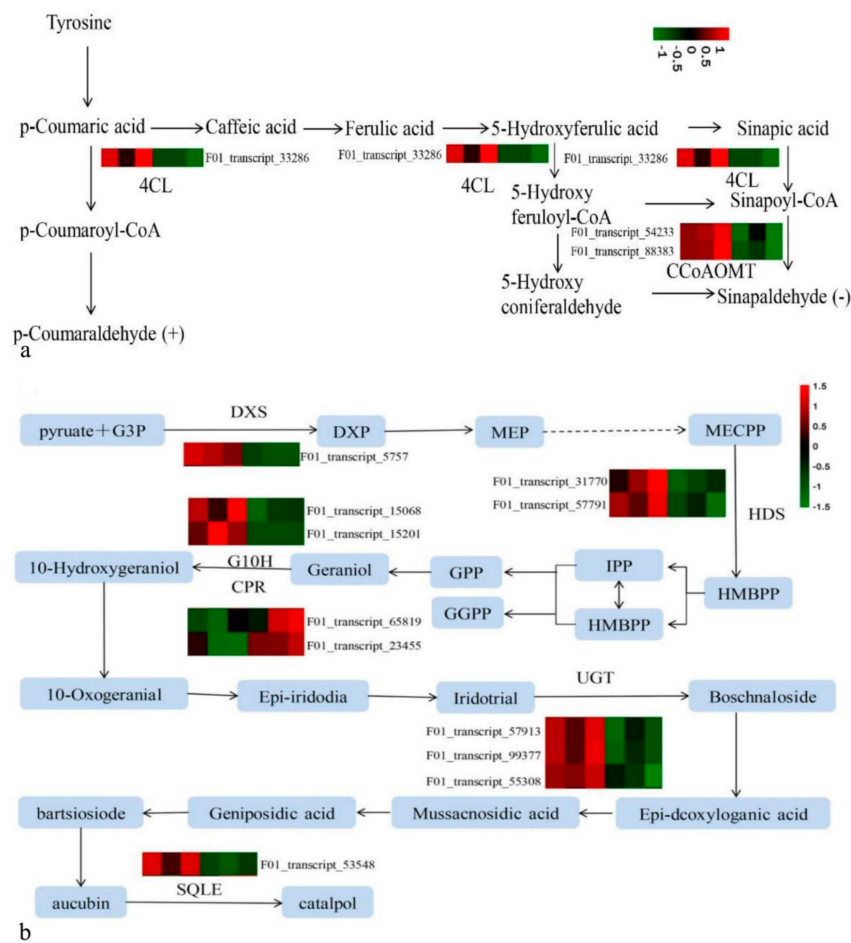 Tyrosine
1
0.5
0
-0.5
-1
p-Coumaric acid
Caffeic acid
Ferulic acid
5-Hydroxyferulic acid
Sinapic acid
F01_transcript_33286
F01_transcript_33286
F01_transcript_33286
4CL
4CL
4CL
5-Hydroxy
feruloyl-CoA
Sinapoyl-CoA
p-Coumaroyl-CoA
F01_transcript_54233
F01_transcript_88383
CCoAOMT
5-Hydroxy
coniferaldehyde
Sinapaldehyde (-)
p-Coumaraldehyde (+)
a
DXS
pyruate+G3P
DXP
MEP
MECPP
1.5
1
0.5
0
-0.5
-1
-1.5
F01_transcript_5757
F01_transcript_31770
F01_transcript_57791
HDS
F01_transcript_15068
F01_transcript_15201
G10H
CPR
10-Hydroxygeraniol
Geraniol
GPP
IPP
HMBPP
GGPP
HMBPP
F01_transcript_65819
F01_transcript_23455
UGT
10-Oxogeranial
Epi-iridodia
Iridotrial
Boschnaloside
F01_transcript_57913
F01_transcript_99377
F01_transcript_55308
bartsiosiode
Geniposidic acid
Mussacnosidic acid
Epi-dcoxyloganic acid
F01_transcript_53548
SQLE
aucubin
catalpol
b